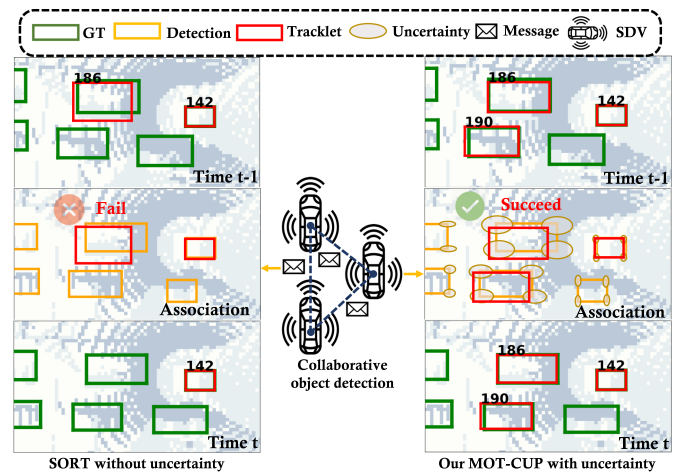 GT Detection Tracklet Uncertainty Message SDV
186
142
Time t-1
186
142
190
Time t-1
Fail
Association
Succeed
Association
Collaborative
object detection
142
Time t
186
142
190
Time t
SORT without uncertainty
Our MOT-CUP with uncertainty